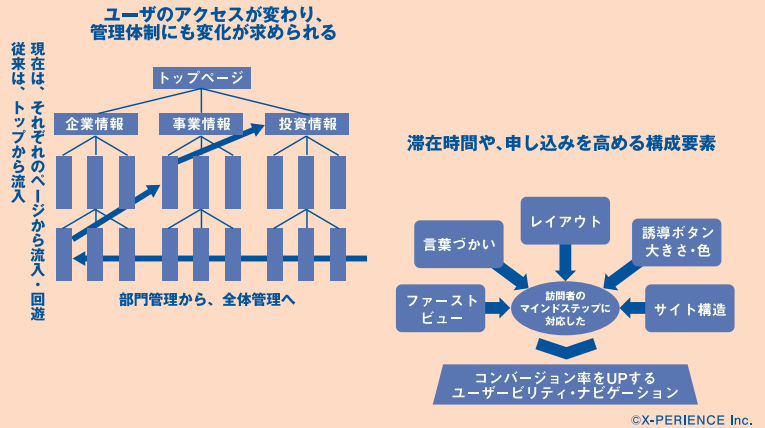 ユーザのアクセスが変わり、
管理体制にも変化が求められる
従来は、トップから流入
現在は、それぞれのページから流入・回遊
トップページ
企業情報
事業情報
投資情報
部門管理から、全体管理へ
滞在時間や、申し込みを高める構成要素
レイアウト
言葉づかい
誘導ボタン
大きさ・色
ファースト
ビュー
訪問者の
マインドステップに
対応した
サイト構造
コンバージョン率をUPする
ユーザービリティ・ナビゲーション
©X-PERIENCE Inc.